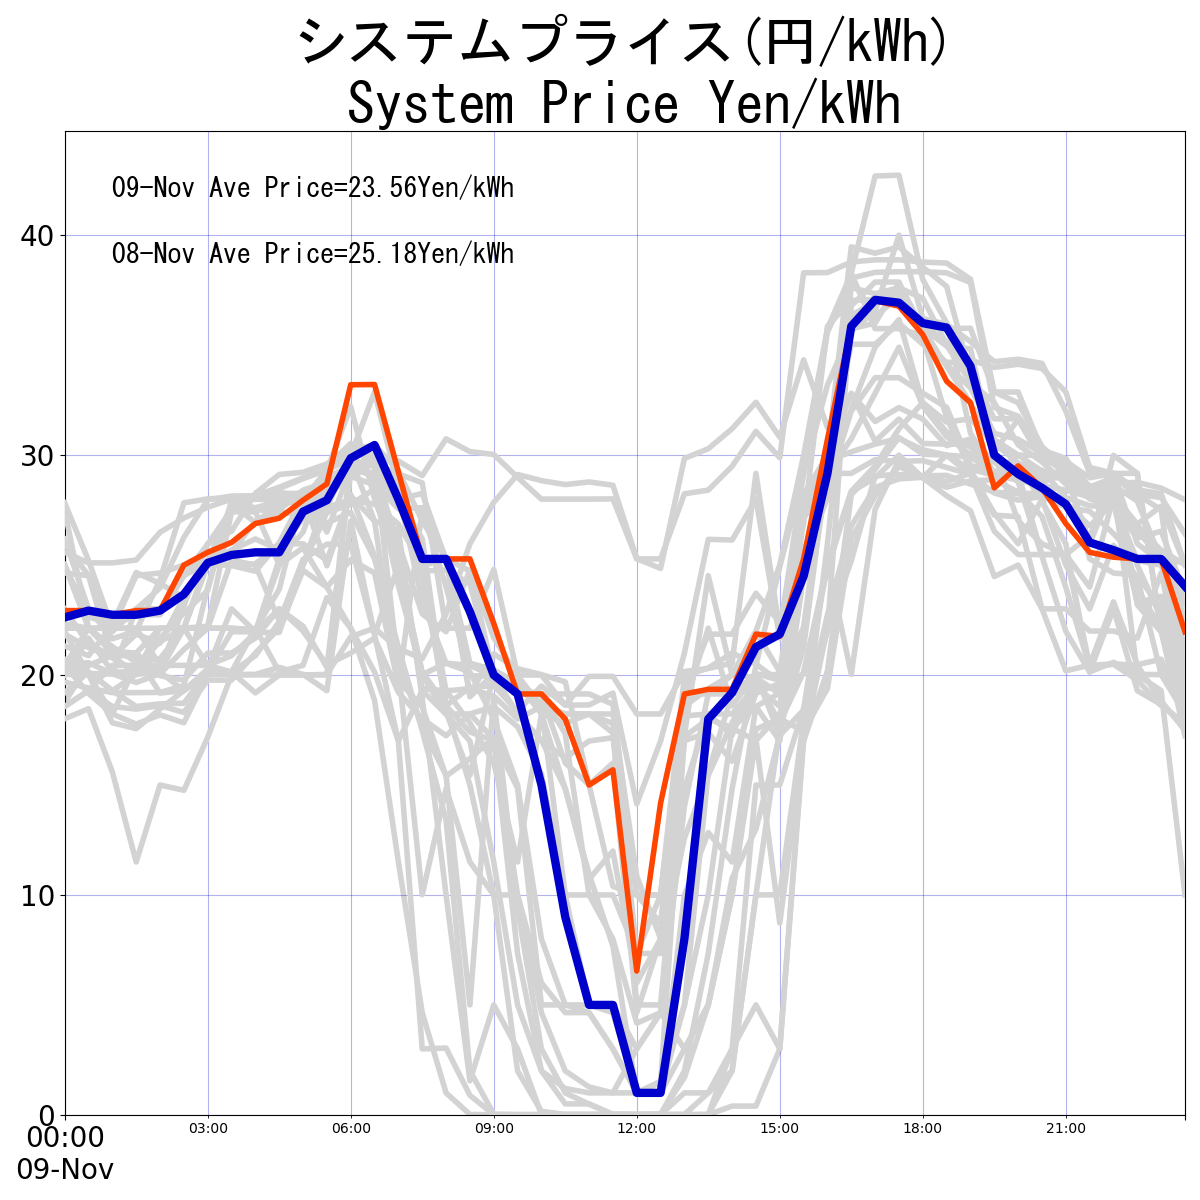 システムプライス(円/kWh)
System Price Yen/kWh
09-Nov Ave Price=23.56Yen/kWh
08-Nov Ave Price=25.18Yen/kWh
40
30
20
10
0
00:00 03:00 06:00 09:00 12:00 15:00 18:00 21:00
09-Nov